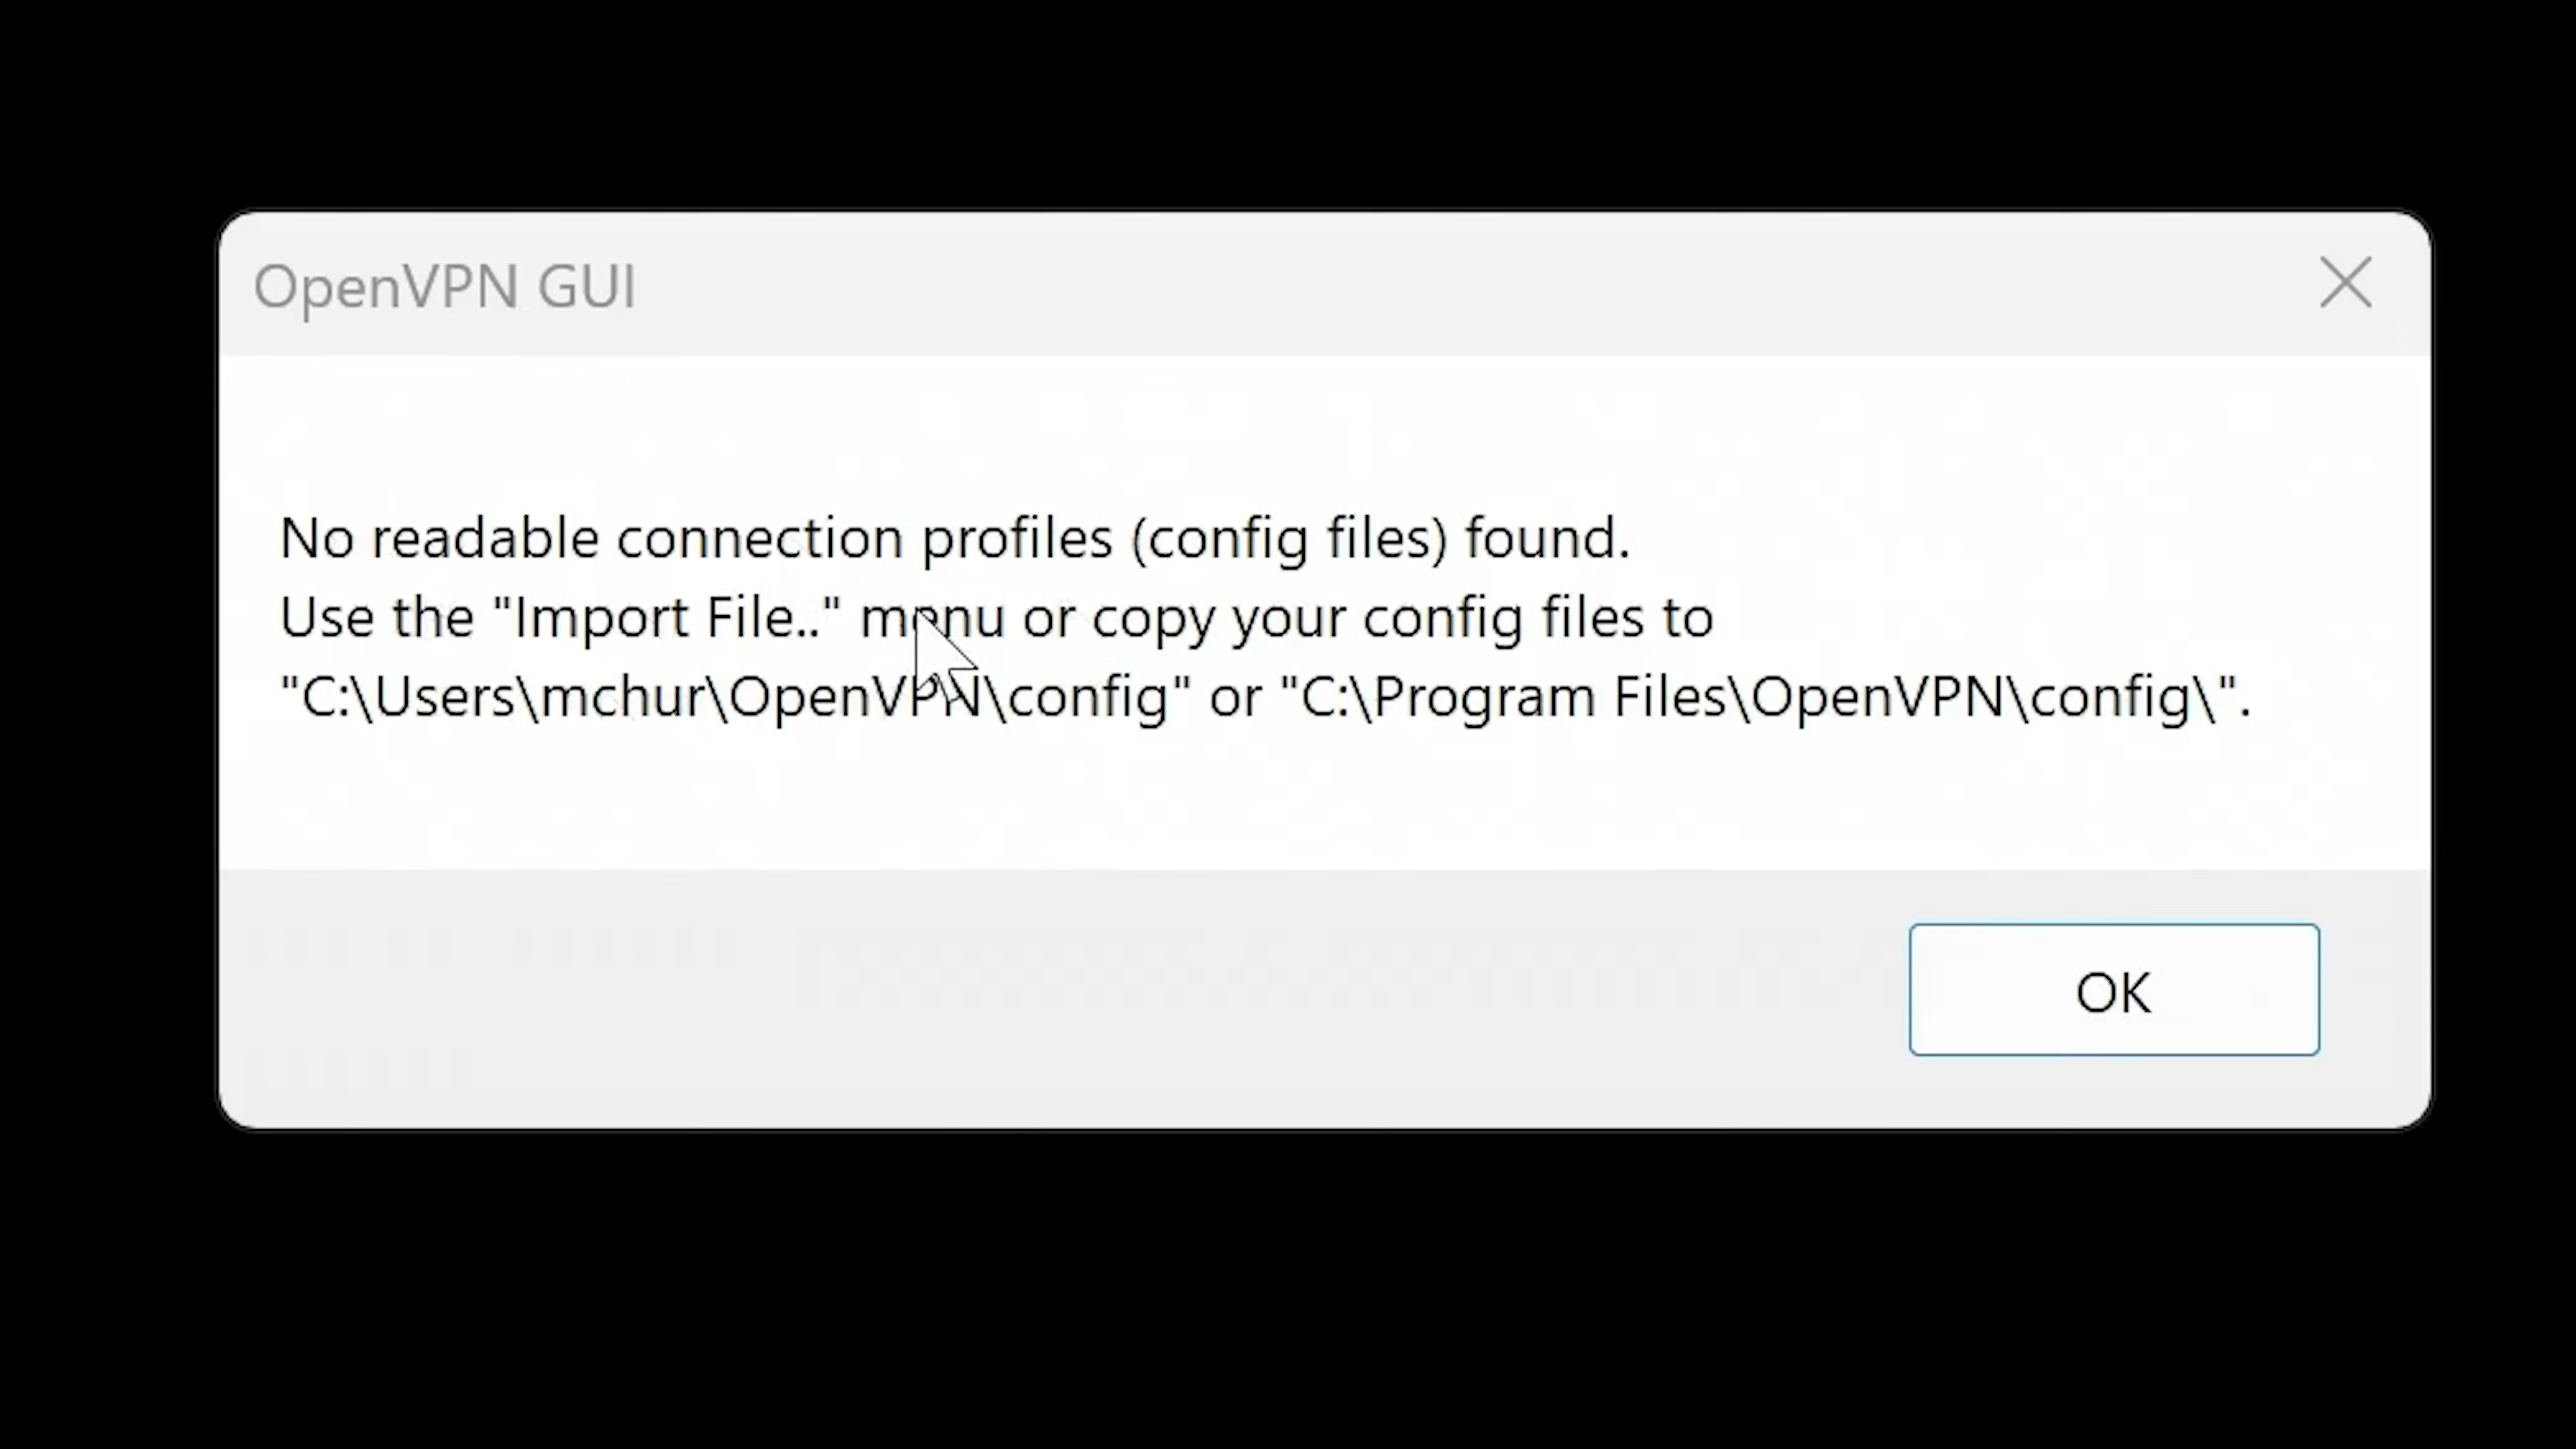 OpenVPN GUI
No readable connection profiles (config files) found.
Use the "Import File.." menu or copy your config files to
"C:\Users\mchur\OpenVPN\config" or "C:\Program Files\OpenVPN\config\".
OK